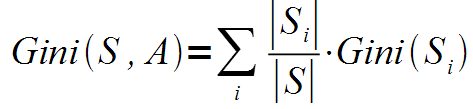 Gini(S, A)=∑_i |S_i|/|S| · Gini(S_i)